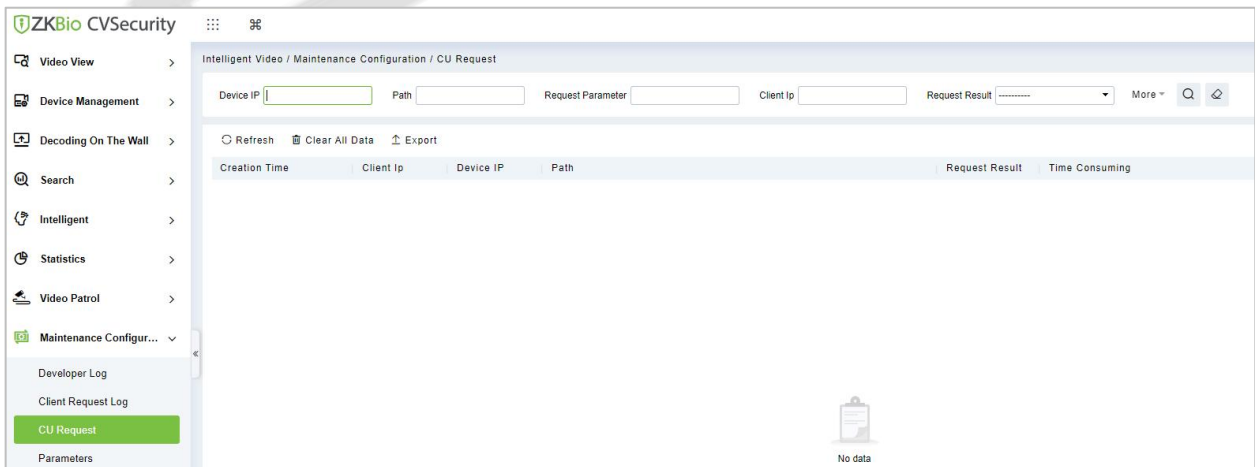 ZKBio CVSecurity
Video View
Device Management
Decoding On The Wall
Search
Intelligent
Statistics
Video Patrol
Maintenance Configur...
Developer Log
Client Request Log
CU Request
Parameters
Intelligent Video / Maintenance Configuration / CU Request
Device IP Path Request Parameter Client Ip Request Result ---------- More
Refresh Clear All Data Export
Creation Time Client Ip Device IP Path Request Result Time Consuming
No data